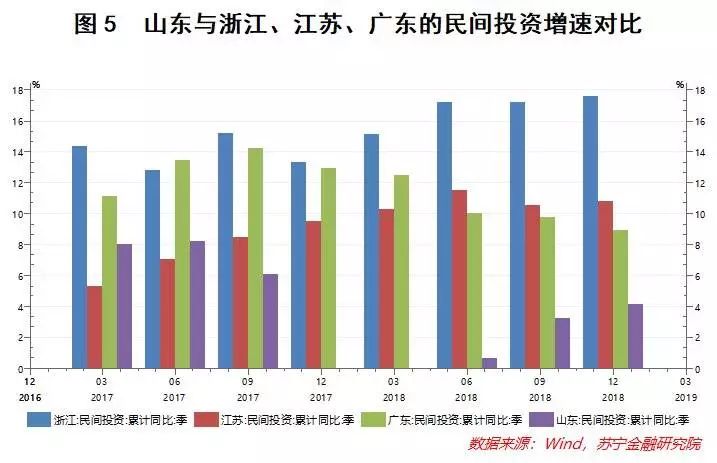 图 5 山东与浙江、江苏、广东的民间投资增速对比
% %
18 18
16 16
14 14
12 12
10 10
8 8
6 6
4 4
2 2
0 0
12 03 06 09 12 03 06 09 12 03
2016 2017 2017 2017 2017 2018 2018 2018 2018 2019
浙江:民间投资:累计同比:季 江苏:民间投资:累计同比:季 广东:民间投资:累计同比:季 山东:民间投资:累计同比:季
数据来源：Wind，苏宁金融研究院